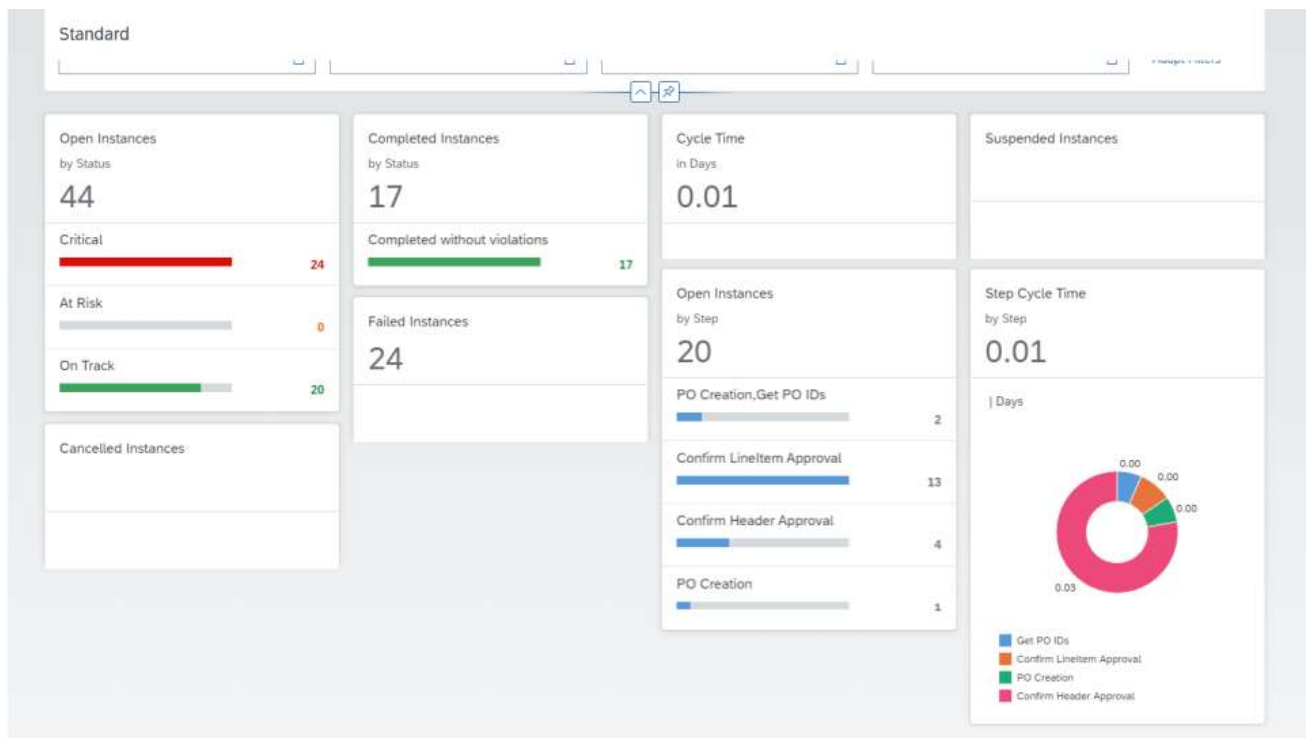 Standard
Adapt Filters
Open Instances
by Status
44
Critical
24
At Risk
0
On Track
20
Cancelled Instances
Completed Instances
by Status
17
Completed without violations
17
Failed Instances
24
Cycle Time
in Days
0.01
Open Instances
by Step
20
PO Creation,Get PO IDs
2
Confirm LineItem Approval
13
Confirm Header Approval
4
PO Creation
1
Suspended Instances
Step Cycle Time
by Step
0.01
| Days
0.00
0.00
0.00
0.03
Get PO IDs
Confirm LineItem Approval
PO Creation
Confirm Header Approval